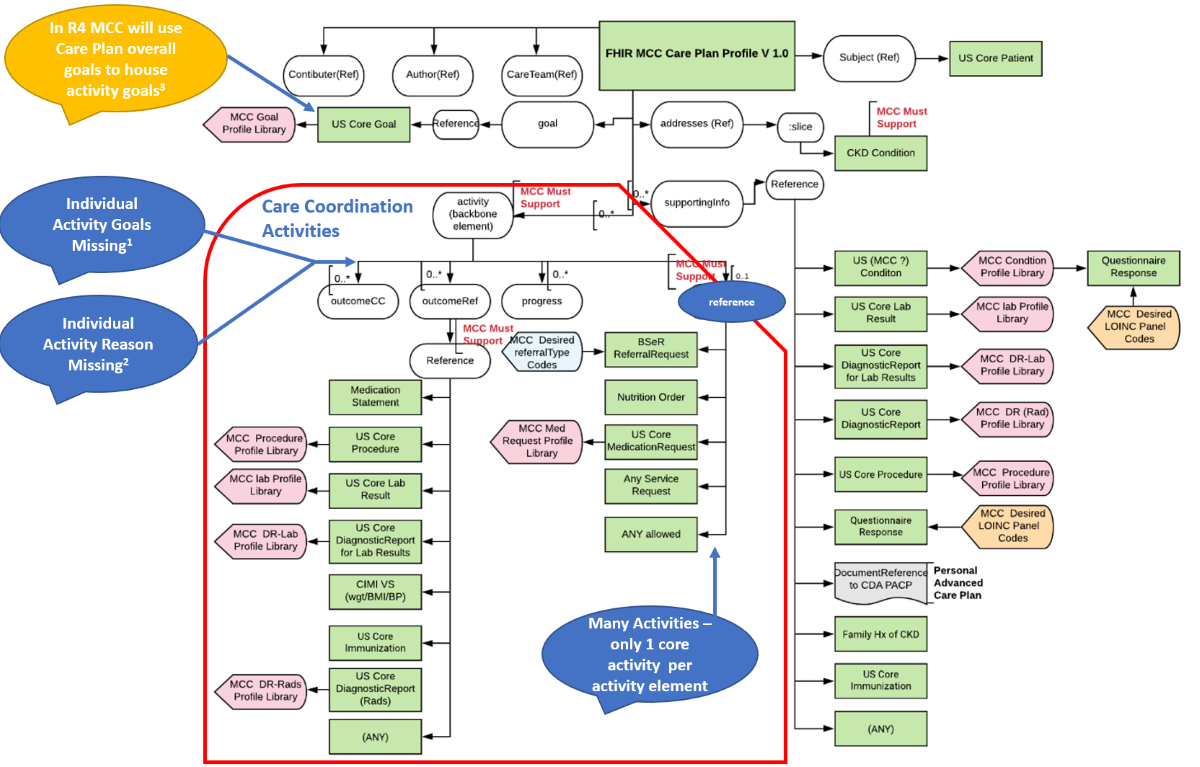 In R4 MCC will use
Care Plan overall
goals to house
activity goals3
FHIR MCC Care Plan Profile V 1.0
Contibuter(Ref)
Author(Ref)
CareTeam(Ref)
Subject (Ref)
US Core Patient
MCC Goal
Profile Library
US Core Goal
Reference
goal
addresses (Ref)
:slice
MCC Must
Support
CKD Condition
Individual
Activity Goals
Missing1
Care Coordination
Activities
activity
(backbone
element)
MCC Must
Support
0..*
0..*
supportingInfo
Reference
Individual
Activity Reason
Missing2
0..*
outcomeCC
0..*
outcomeRef
0..*
progress
MCC Must
Support
0..1
reference
MCC Must
Support
Reference
MCC Desired
referralType
Codes
BSeR
ReferralRequest
Nutrition Order
MCC Med
Request Profile
Library
US Core
MedicationRequest
Any Service
Request
ANY allowed
Medication
Statement
MCC Procedure
Profile Library
US Core
Procedure
MCC lab Profile
Library
US Core Lab
Result
MCC DR-Lab
Profile Library
US Core
DiagnosticReport
for Lab Results
CIMI VS
(wgt/BMI/BP)
US Core
Immunization
MCC DR-Rads
Profile Library
US Core
DiagnosticReport
(Rads)
(ANY)
Many Activities –
only 1 core
activity per
activity element
US (MCC ?)
Conditon
MCC Condtion
Profile Library
Questionnaire
Response
MCC Desired
LOINC Panel
Codes
US Core Lab
Result
MCC lab Profile
Library
US Core
DiagnosticReport
for Lab Results
MCC DR-Lab
Profile Library
US Core
DiagnosticReport
MCC DR (Rad)
Profile Library
US Core Procedure
MCC Procedure
Profile Library
Questionnaire
Response
MCC Desired
LOINC Panel
Codes
DocumentReference
to CDA PACP
Personal
Advanced
Care Plan
Family Hx of CKD
US Core
Immunization
(ANY)